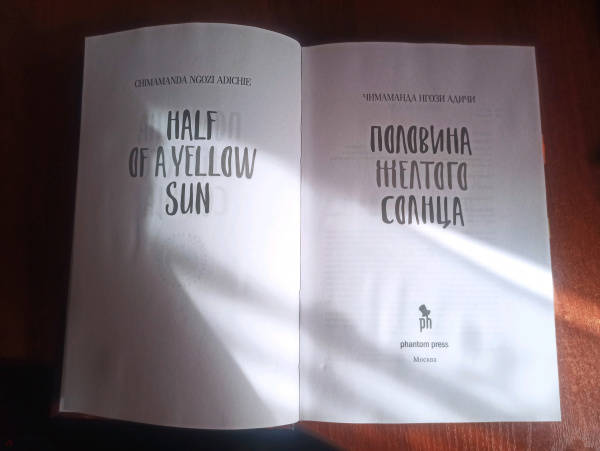 CHIMAMANDA NGOZI ADICHIE
HALF
OF A YELLOW
SUN
ЧИМАМАНДА НГОЗИ АДИЧИ
ПОЛОВИНА
ЖЕЛТОГО
СОЛНЦА
ph
phantom press
Москва